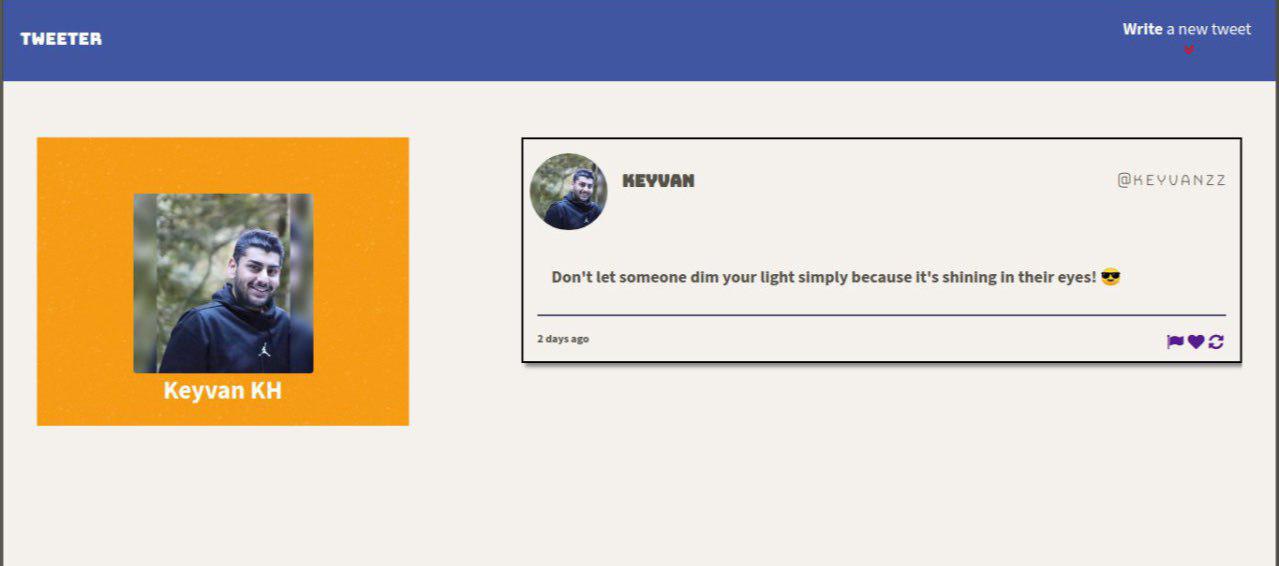 TWEETER
Write a new tweet
Keyvan KH
KEYVAN
@KEYVANZZ
Don't let someone dim your light simply because it's shining in their eyes! 😎
2 days ago